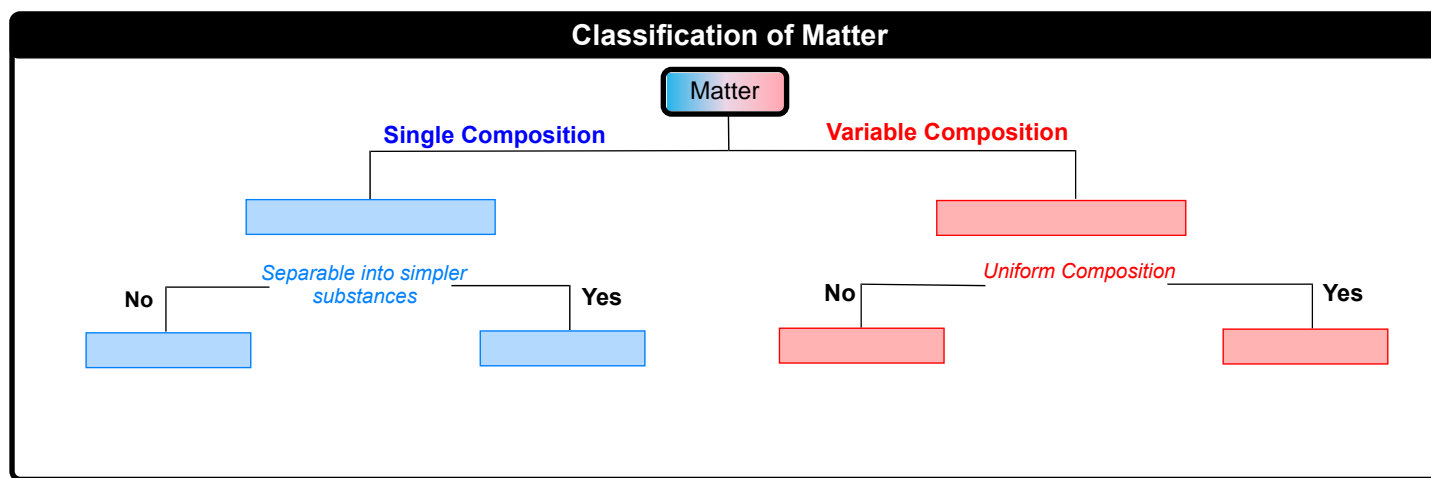 Classification of Matter
Matter
Single Composition
Variable Composition
Separable into simpler
substances
No
Yes
Uniform Composition
No
Yes